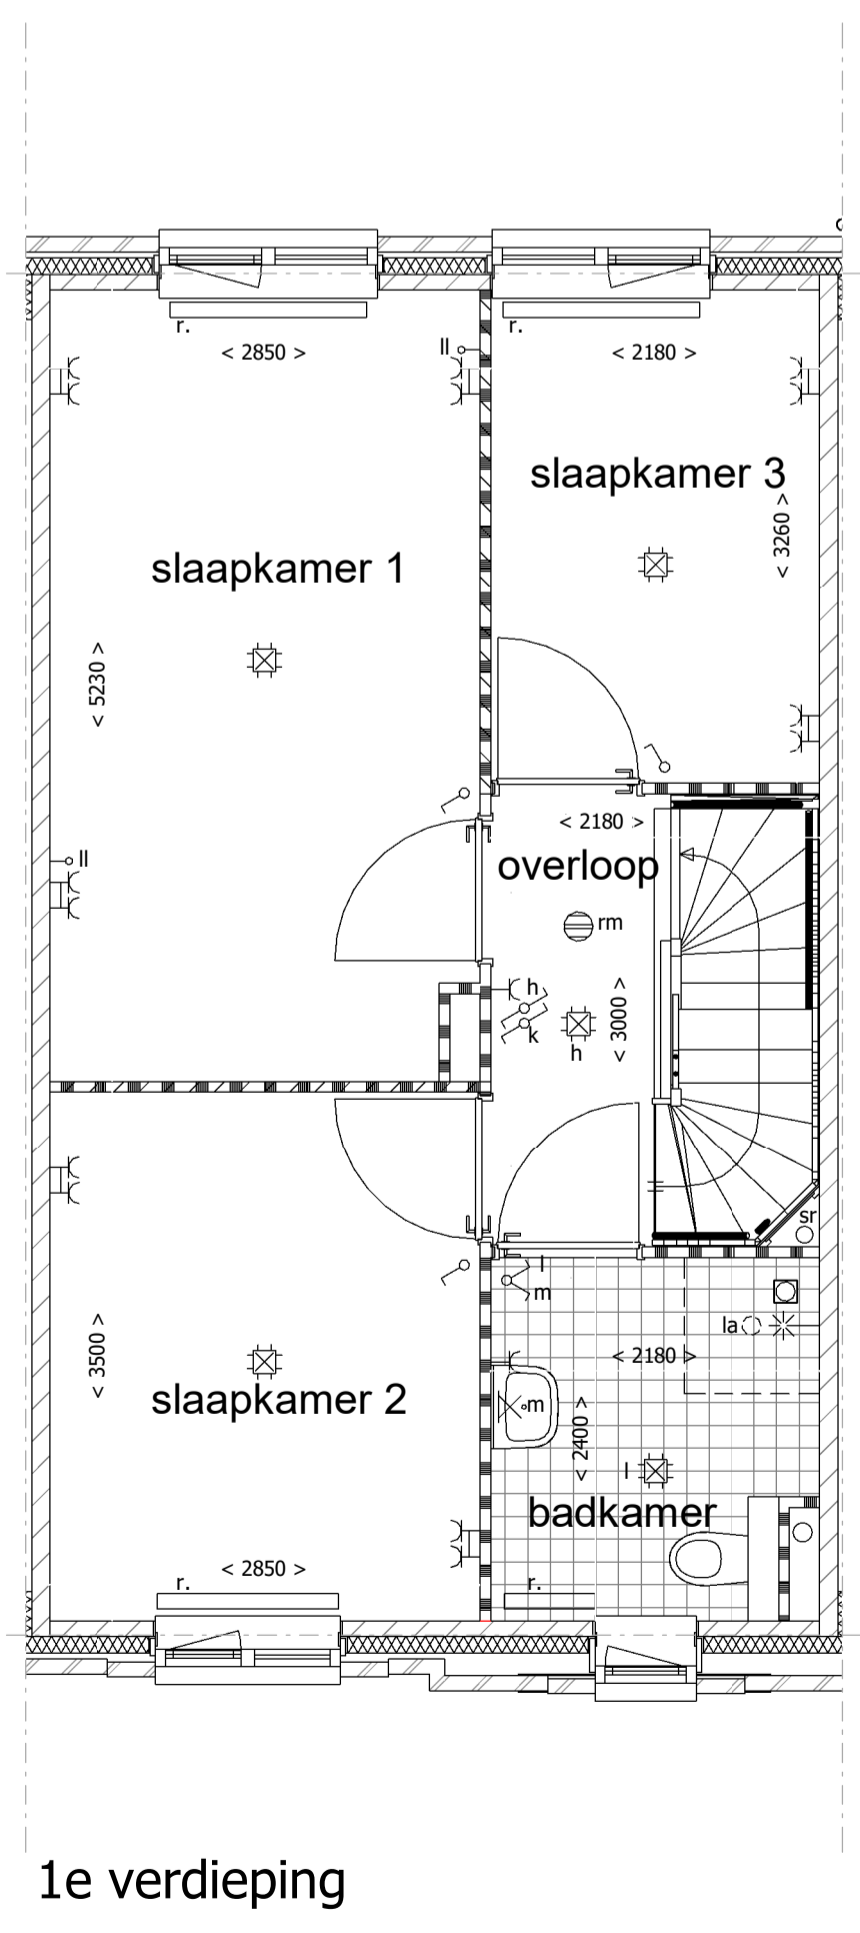 r.
r.
< 2850 >
ll
< 2180 >
slaapkamer 3
< 3260 >
slaapkamer 1
< 5230 >
< 2180 >
overloop
ll
rm
h
k
h
< 3000 >
sr
l
m
la
< 2180 >
< 3500 >
slaapkamer 2
m
< 2400 >
l
badkamer
< 2850 >
r.
r.
1e verdieping